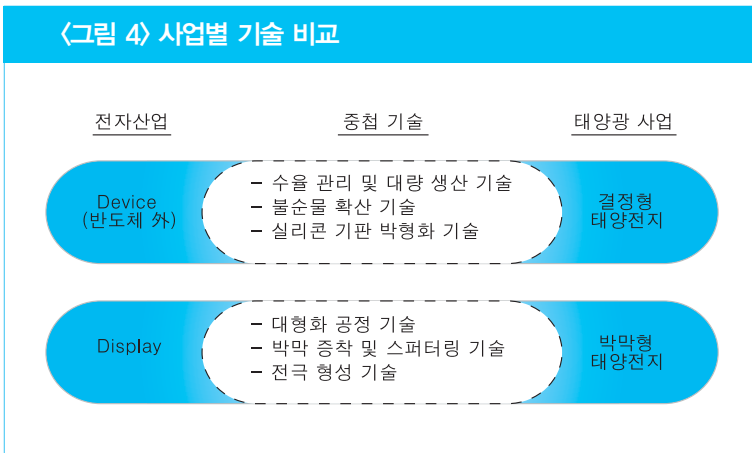 〈그림 4〉 사업별 기술 비교
전자산업
중첩 기술
태양광 사업
Device
(반도체 外)
– 수율 관리 및 대량 생산 기술
– 불순물 확산 기술
– 실리콘 기판 박형화 기술
결정형
태양전지
Display
– 대형화 공정 기술
– 박막 증착 및 스퍼터링 기술
– 전극 형성 기술
박막형
태양전지